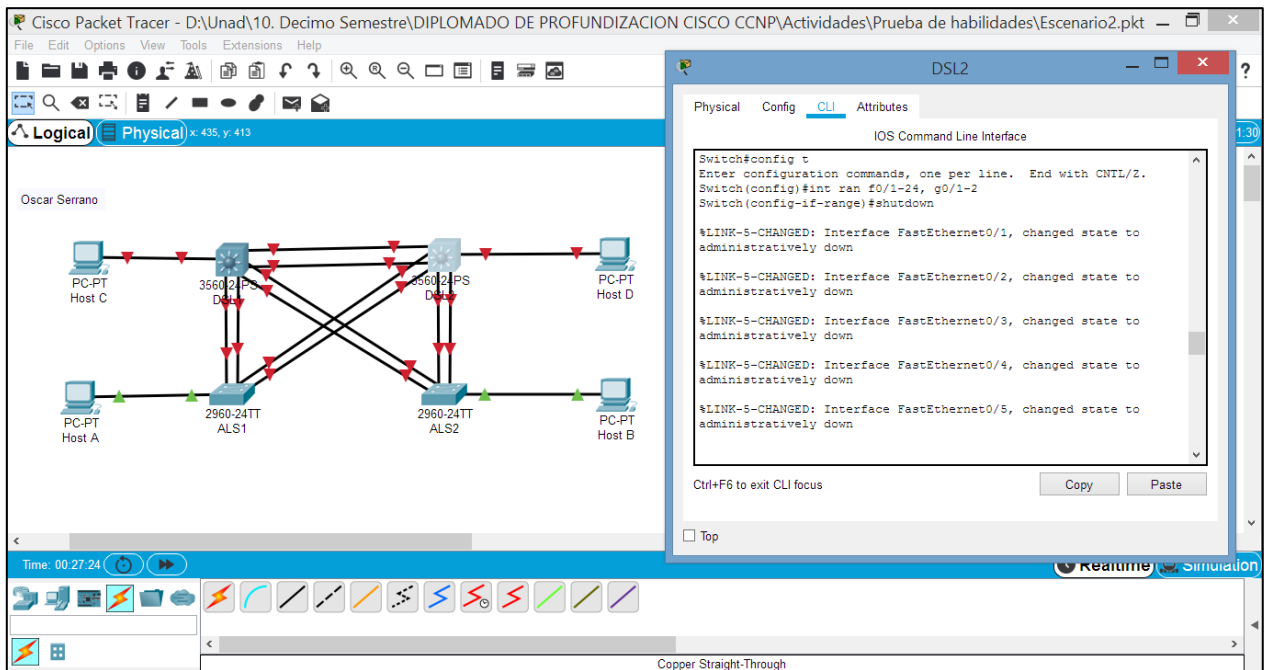 Cisco Packet Tracer - D:\Unad\10. Decimo Semestre\DIPLOMADO DE PROFUNDIZACION CISCO CCNP\Actividades\Prueba de habilidades\Escenario2.pkt
File Edit Options View Tools Extensions Help
Logical Physical x: 435, y: 413
1:30
?
Oscar Serrano
PC-PT
Host C
3560-24PS
3560-24PS
PC-PT
Host D
PC-PT
Host A
2960-24TT
ALS1
2960-24TT
ALS2
PC-PT
Host B
DSL2
Physical Config CLI Attributes
IOS Command Line Interface
Switch#config t
Enter configuration commands, one per line. End with CNTL/Z.
Switch(config)#int ran f0/1-24, g0/1-2
Switch(config-if-range)#shutdown
%LINK-5-CHANGED: Interface FastEthernet0/1, changed state to
administratively down
%LINK-5-CHANGED: Interface FastEthernet0/2, changed state to
administratively down
%LINK-5-CHANGED: Interface FastEthernet0/3, changed state to
administratively down
%LINK-5-CHANGED: Interface FastEthernet0/4, changed state to
administratively down
%LINK-5-CHANGED: Interface FastEthernet0/5, changed state to
administratively down
Ctrl+F6 to exit CLI focus
Copy Paste
Top
Time: 00:27:24
Realtime Simulation
Copper Straight-Through